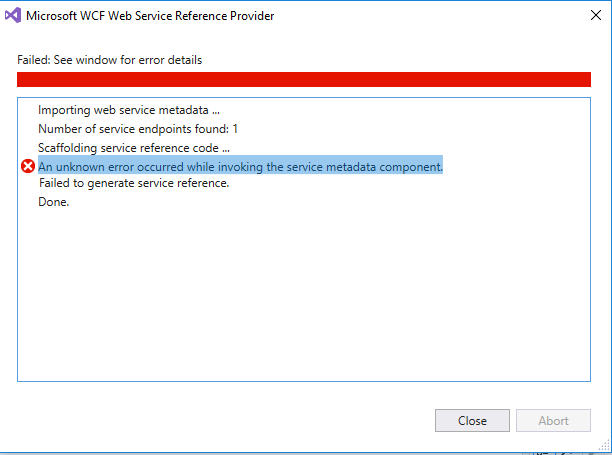 Microsoft WCF Web Service Reference Provider
Failed: See window for error details
Importing web service metadata ...
Number of service endpoints found: 1
Scaffolding service reference code ...
An unknown error occurred while invoking the service metadata component.
Failed to generate service reference.
Done.
Close
Abort